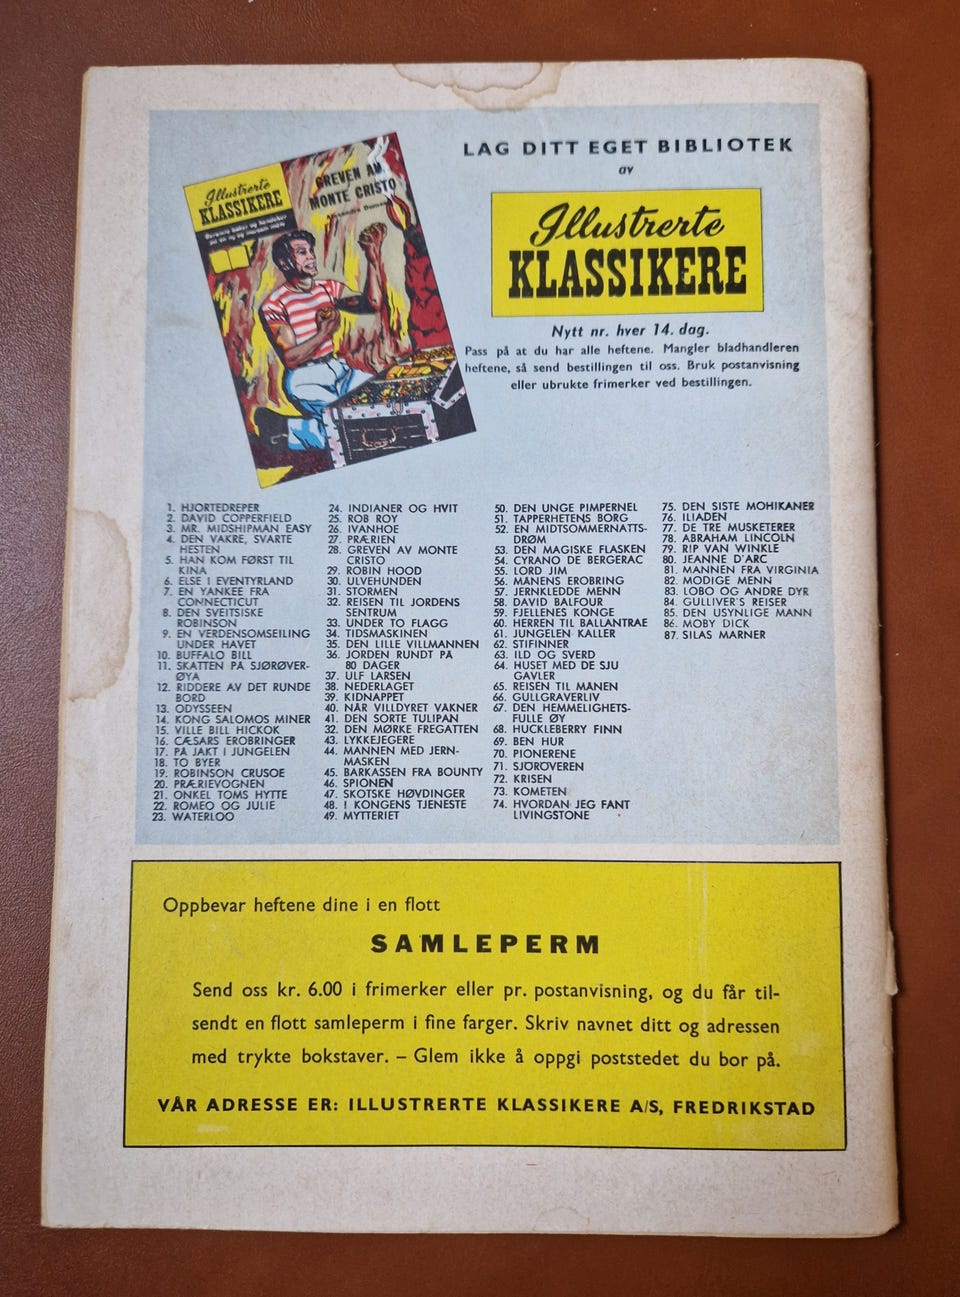 Illustrerte
KLASSIKERE
GREVEN AV
MONTE CRISTO
LAG DITT EGET BIBLIOTEK
av
Illustrerte
KLASSIKERE
Nytt nr. hver 14. dag.
Pass på at du har alle heftene. Mangler bladhandleren
heftene, så send bestillingen til oss. Bruk postanvisning
eller ubrukte frimerker ved bestillingen.
1. HJORTEDREPER
2. DAVID COPPERFIELD
3. MR. MIDSHIPMAN EASY
4. DEN VAKRE, SVARTE
HESTEN
5. HAN KOM FØRST TIL
KINA
6. ELSE I EVENTYRLAND
7. EN YANKEE FRA
CONNECTICUT
8. DEN SVEITSISKE
ROBINSON
9. EN VERDENSOMSEILING
UNDER HAVET
10. BUFFALO BILL
11. SKATTEN PÅ SJØRØVER-
ØYA
12. RIDDERE AV DET RUNDE
BORD
13. ODYSSEEN
14. KONG SALOMOS MINER
15. VILLE BILL HICKOK
16. CÆSARS EROBRINGER
17. PÅ JAKT I JUNGELEN
18. TO BYER
19. ROBINSON CRUSOE
20. PRÆRIEVOGNEN
21. ONKEL TOMS HYTTE
22. ROMEO OG JULIE
23. WATERLOO
24. INDIANER OG HVIT
25. ROB ROY
26. IVANHOE
27. PRÆRIEN
28. GREVEN AV MONTE
CRISTO
29. ROBIN HOOD
30. ULVEHUNDEN
31. STORMEN
32. REISEN TIL JORDENS
SENTRUM
33. UNDER TO FLAGG
34. TIDSMASKINEN
35. DEN LILLE VILLMANNEN
36. JORDEN RUNDT PÅ
80 DAGER
37. ULF LARSEN
38. NEDERLAGET
39. KIDNAPPET
40. NÅR VILLDYRET VAKNER
41. DEN SORTE TULIPAN
32. DEN MØRKE FREGATTEN
43. LYKKEJEGERE
44. MANNEN MED JERN-
MASKEN
45. BARKASSEN FRA BOUNTY
46. SPIONEN
47. SKOTSKE HØVDINGER
48. I KONGENS TJENESTE
49. MYTTERIET
50. DEN UNGE PIMPERNEL
51. TAPPERHETENS BORG
52. EN MIDTSOMMERNATTS-
DRØM
53. DEN MAGISKE FLASKEN
54. CYRANO DE BERGERAC
55. LORD JIM
56. MÅNENS EROBRING
57. JERNKLEDDE MENN
58. DAVID BALFOUR
59. FJELLENES KONGE
60. HERREN TIL BALLANTRAE
61. JUNGELEN KALLER
62. STIFINNER
63. ILD OG SVERD
64. HUSET MED DE SJU
GAVLER
65. REISEN TIL MÅNEN
66. GULLGRAVERLIV
67. DEN HEMMELIGHETS-
FULLE ØY
68. HUCKLEBERRY FINN
69. BEN HUR
70. PIONERENE
71. SJÖRÖVEREN
72. KRISEN
73. KOMETEN
74. HVORDAN JEG FANT
LIVINGSTONE
75. DEN SISTE MOHIKANER
76. ILIADEN
77. DE TRE MUSKETERER
78. ABRAHAM LINCOLN
79. RIP VAN WINKLE
80. JEANNE D'ARC
81. MANNEN FRA VIRGINIA
82. MODIGE MENN
83. LOBO OG ANDRE DYR
84. GULLIVER'S REISER
85. DEN USYNLIGE MANN
86. MOBY DICK
87. SILAS MARNER
Oppbevar heftene dine i en flott
SAMLEPERM
Send oss kr. 6.00 i frimerker eller pr. postanvisning, og du får til-
sendt en flott samleperm i fine farger. Skriv navnet ditt og adressen
med trykte bokstaver. – Glem ikke å oppgi poststedet du bor på.
VÅR ADRESSE ER: ILLUSTRERTE KLASSIKERE A/S, FREDRIKSTAD